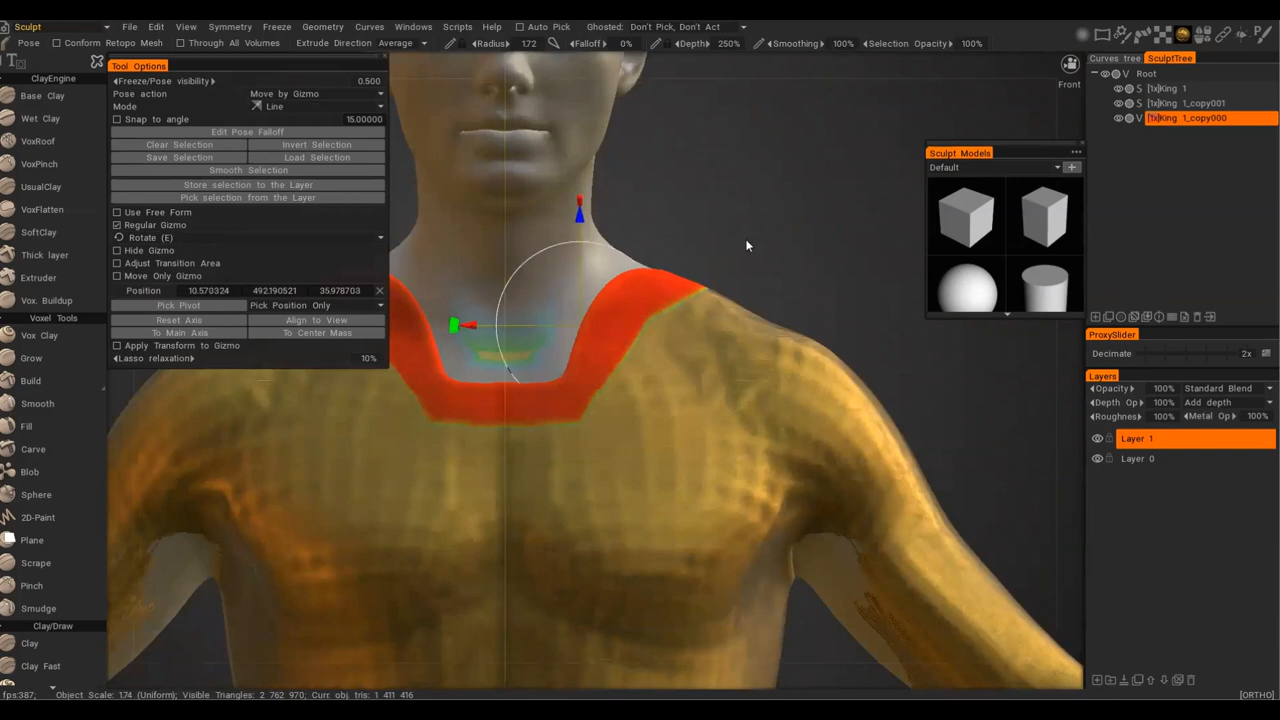 Sculpt File Edit View Symmetry Freeze Geometry Curves Windows Scripts Help Auto Pick Ghosted: Don't Pick, Don't Act
Pose Conform Retopo Mesh Through All Volumes Extrude Direction Average Radius: 1.72 Falloff: 0% Depth: 250% Smoothing: 100% Selection Opacity: 100%
ClayEngine
Base Clay
Wet Clay
VoxRoof
VoxPinch
UsualClay
VoxFlatten
SoftClay
Thick layer
Extruder
Vox. Buildup
Voxel Tools
Vox Clay
Grow
Build
Smooth
Fill
Carve
Blob
Sphere
2D-Paint
Plane
Scrape
Pinch
Smudge
Clay/Draw
Clay
Clay Fast
Tool Options
Freeze/Pose visibility 0.500
Pose action Move by Gizmo
Mode Line
Snap to angle 15.00000
Edit Pose Falloff
Clear Selection Invert Selection
Save Selection Load Selection
Smooth Selection
Store selection to the Layer
Pick selection from the Layer
Use Free Form
Regular Gizmo
Rotate (E)
Hide Gizmo
Adjust Transition Area
Move Only Gizmo
Position 10.570324 492.190521 35.978703
Pick Pivot Pick Position Only
Reset Axis Align to View
To Main Axis To Center Mass
Apply Transform to Gizmo
Lasso relaxation: 10%
Front
Sculpt Models
Default
Curves tree SculptTree
V Root
S [1x]King 1
S [1x]King 1_copy001
V [1x]King 1_copy000
ProxySlider
Decimate 2x
Layers
Opacity 100% Standard Blend
Depth Op 100% Add depth
Roughness 100% Metal Op 100%
Layer 1
Layer 0
fps:387; Object Scale: 1.74 (Uniform); Visible Triangles: 2 762 970; Curr. obj. tris: 1 411 416
[ORTHO]